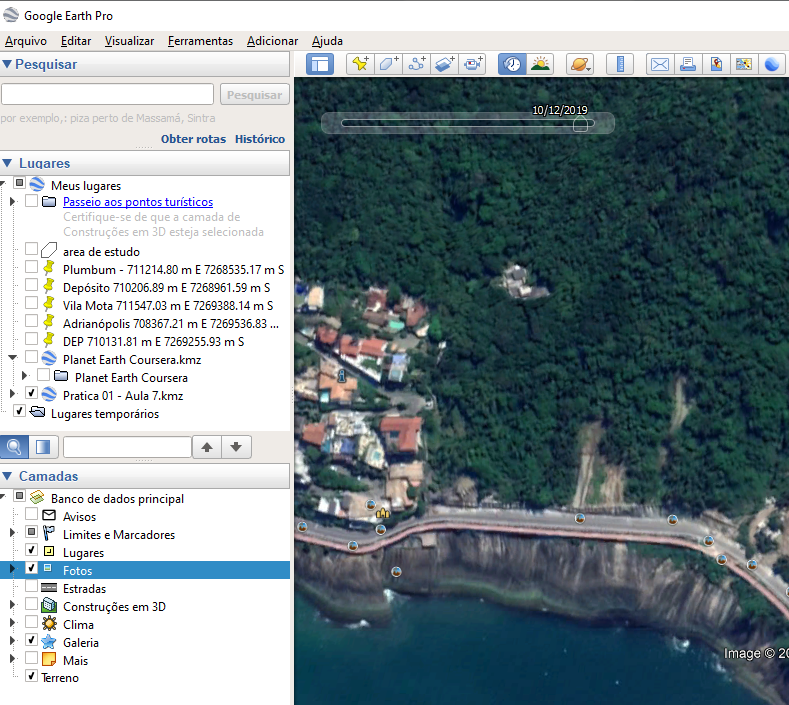 Google Earth Pro
Arquivo Editar Visualizar Ferramentas Adicionar Ajuda
Pesquisar
Pesquisar
por exemplo,: piza perto de Massamá, Sintra
Obter rotas Histórico
Lugares
Meus lugares
Passeio aos pontos turísticos
Certifique-se de que a camada de
Construções em 3D esteja selecionada
area de estudo
Plumbum - 711214.80 m E 7268535.17 m S
Depósito 710206.89 m E 7268961.59 m S
Vila Mota 711547.03 m E 7269388.14 m S
Adrianópolis 708367.21 m E 7269536.83 ...
DEP 710131.81 m E 7269255.93 m S
Planet Earth Coursera.kmz
Planet Earth Coursera
Pratica 01 - Aula 7.kmz
Lugares temporários
Camadas
Banco de dados principal
Avisos
Limites e Marcadores
Lugares
Fotos
Estradas
Construções em 3D
Clima
Galeria
Mais
Terreno
10/12/2019
Image © 20